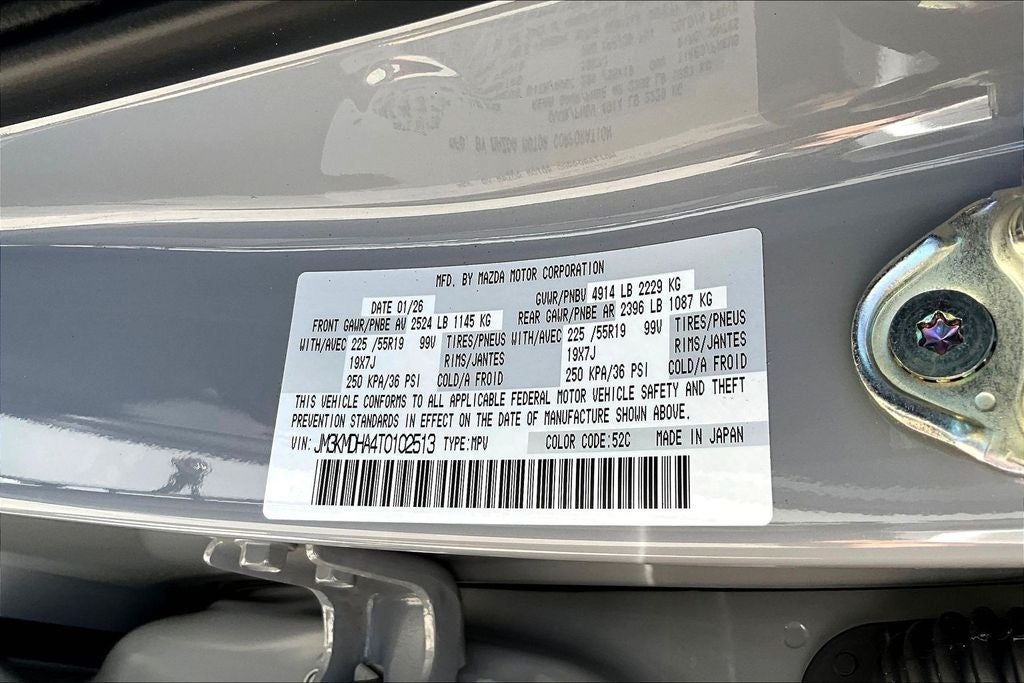 MFD. BY MAZDA MOTOR CORPORATION
DATE 01/26 GVWR/PNBV 4914 LB 2229 KG
FRONT GAWR/PNBE AV 2524 LB 1145 KG REAR GAWR/PNBE AR 2396 LB 1087 KG
WITH/AVEC 225 /55R19 99V TIRES/PNEUS WITH/AVEC 225 /55R19 99V TIRES/PNEUS
19X7J RIMS/JANTES 19X7J RIMS/JANTES
250 KPA/36 PSI COLD/A FROID 250 KPA/36 PSI COLD/A FROID
THIS VEHICLE CONFORMS TO ALL APPLICABLE FEDERAL MOTOR VEHICLE SAFETY AND THEFT
PREVENTION STANDARDS IN EFFECT ON THE DATE OF MANUFACTURE SHOWN ABOVE.
VIN: JM3KMDHA4T0102513 TYPE:MPV COLOR CODE:52C MADE IN JAPAN